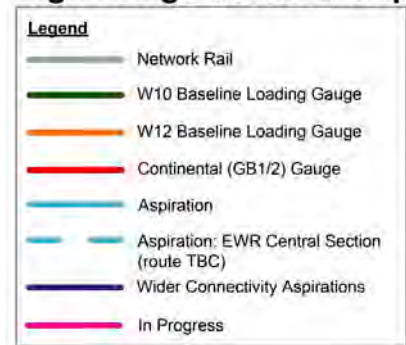 Legend
Network Rail
W10 Baseline Loading Gauge
W12 Baseline Loading Gauge
Continental (GB1/2) Gauge
Aspiration
Aspiration: EWR Central Section
(route TBC)
Wider Connectivity Aspirations
In Progress